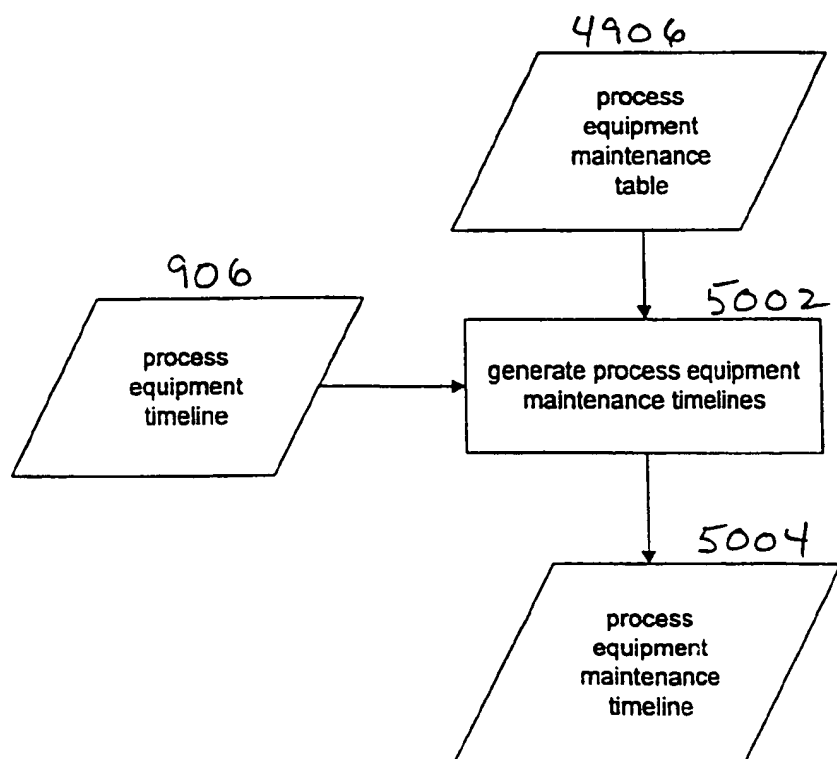 4906
process
equipment
maintenance
table
906
process
equipment
timeline
5002
generate process equipment
maintenance timelines
5004
process
equipment
maintenance
timeline